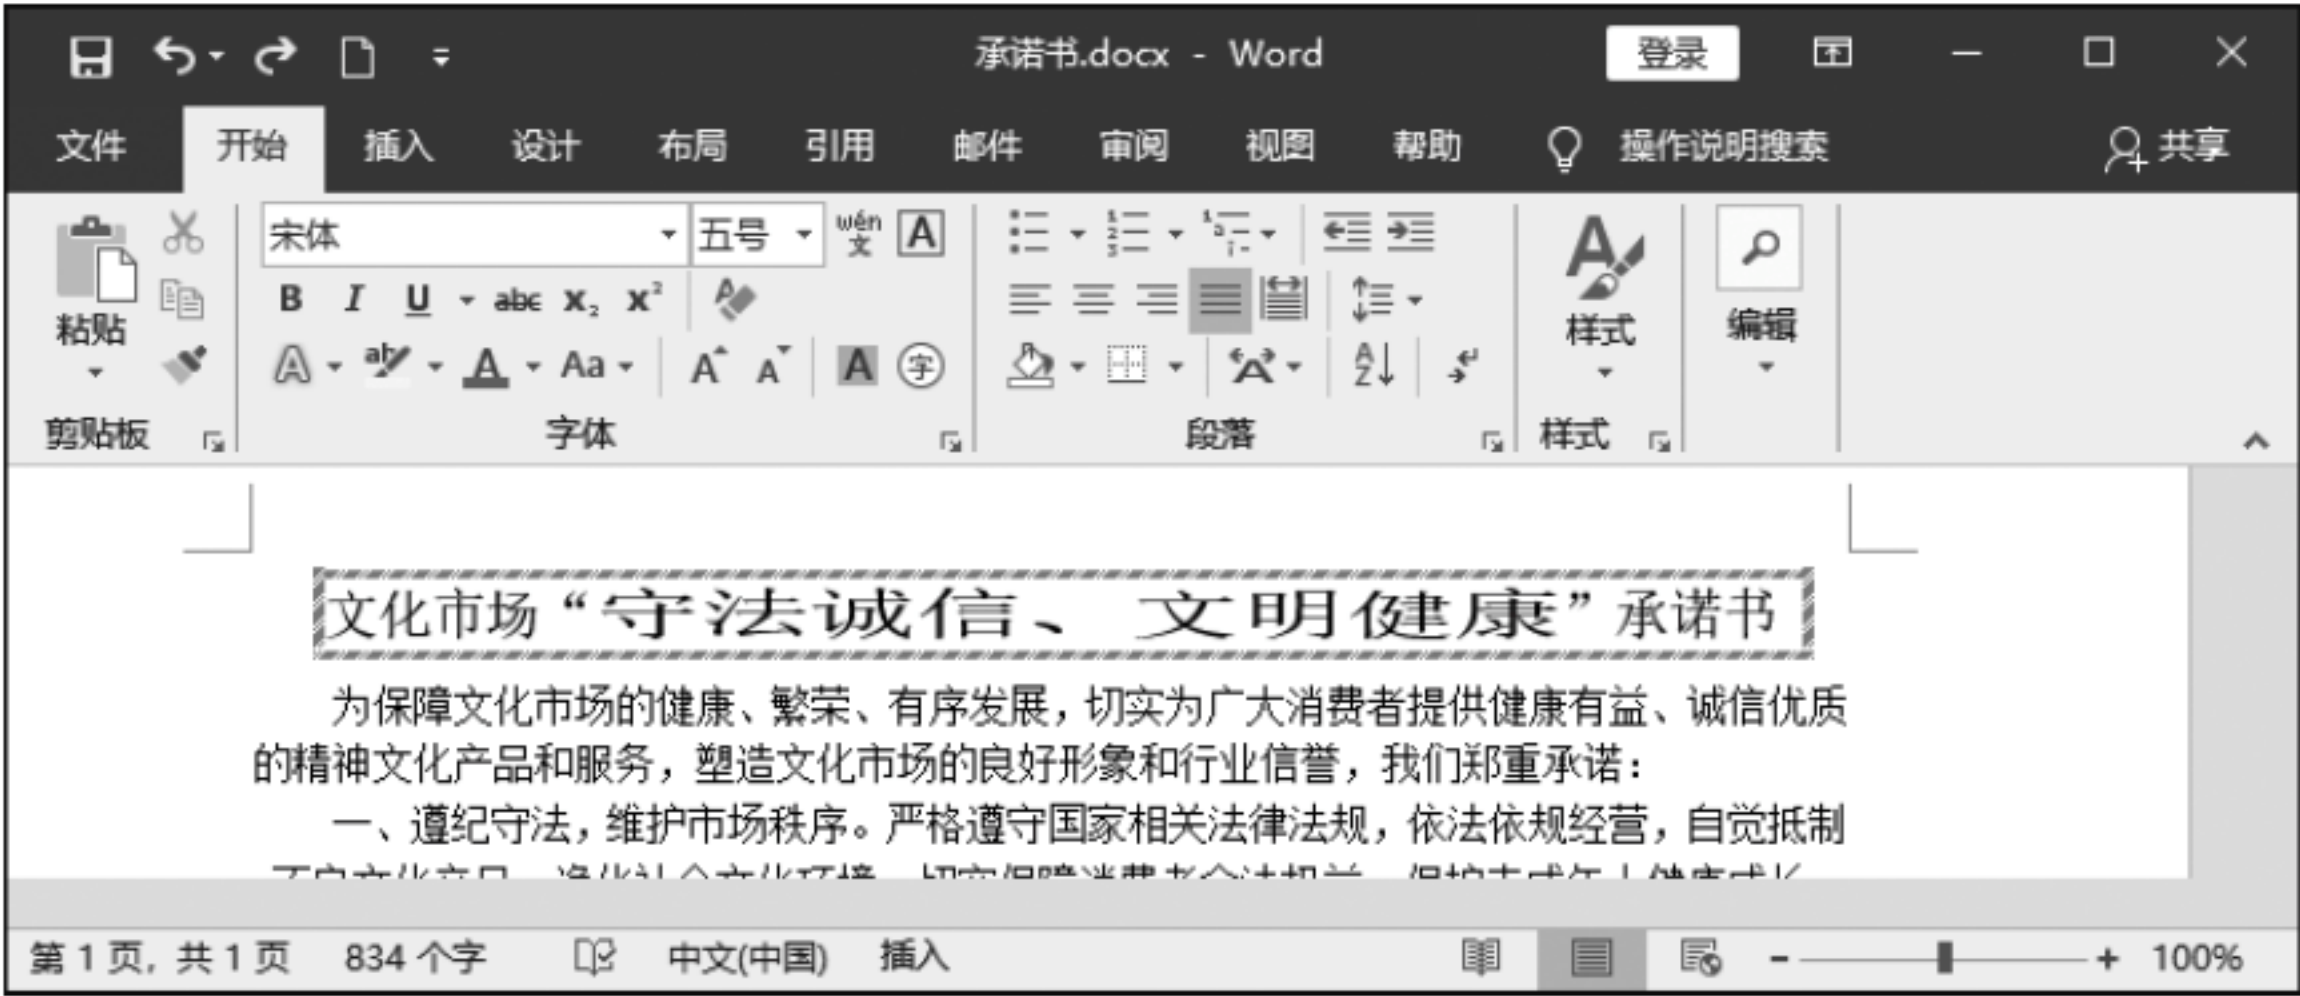 承诺书.docx - Word 登录
文件 开始 插入 设计 布局 引用 邮件 审阅 视图 帮助 操作说明搜索 共享
宋体 五号 wén 文 A
B I U abc x₂ x²
粘贴 样式 编辑
A aby A Aa A A A 字 A Z
剪贴板 字体 段落 样式
文化市场“守法诚信、文明健康”承诺书
为保障文化市场的健康、繁荣、有序发展，切实为广大消费者提供健康有益、诚信优质
的精神文化产品和服务，塑造文化市场的良好形象和行业信誉，我们郑重承诺：
一、遵纪守法，维护市场秩序。严格遵守国家相关法律法规，依法依规经营，自觉抵制
第 1 页, 共 1 页 834 个字 中文(中国) 插入 100%